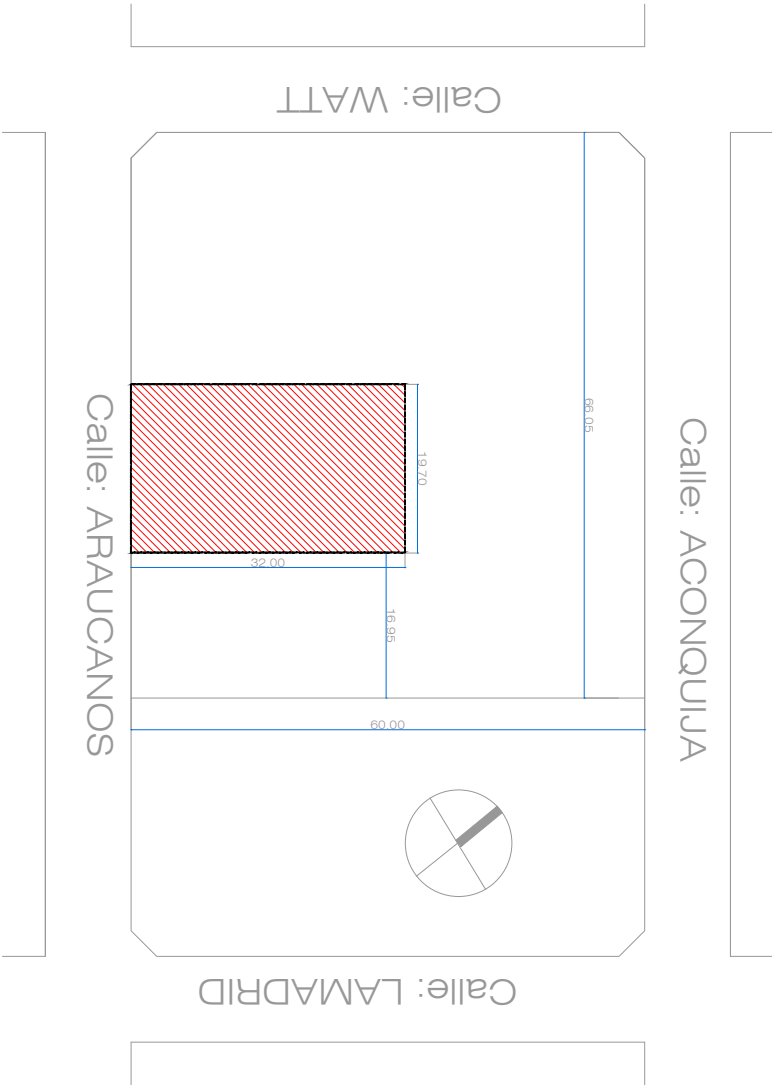 Calle: WATT
66.05
Calle: ARAUCANOS
Calle: ACONQUIJA
19.70
32.00
16.95
60.00
Calle: LAMADRID